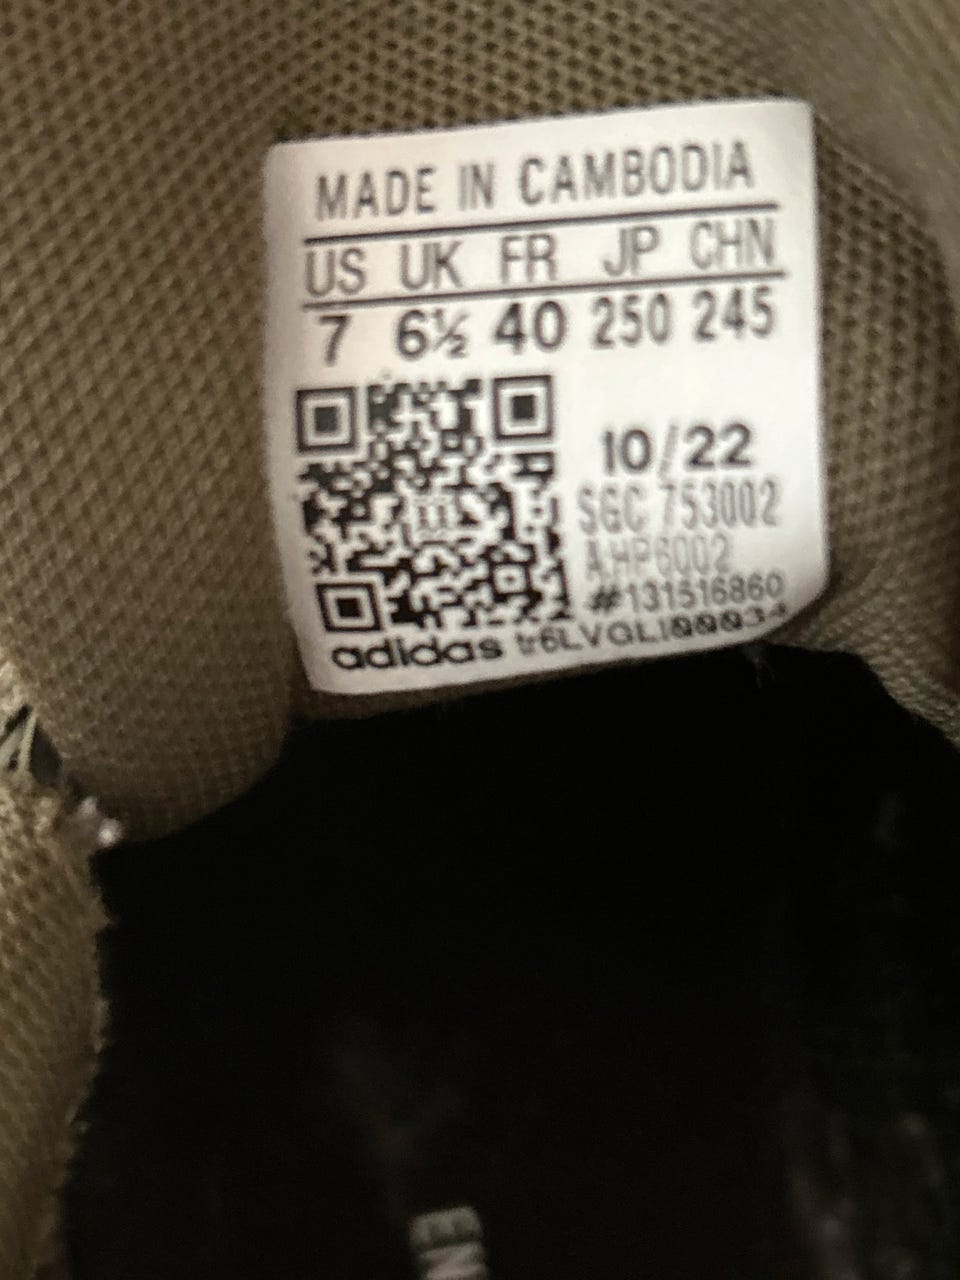 MADE IN CAMBODIA
US UK FR JP CHN
7 6½ 40 250 245
10/22
SGC 753002
A.HP6002
#131516860
adidas
EN